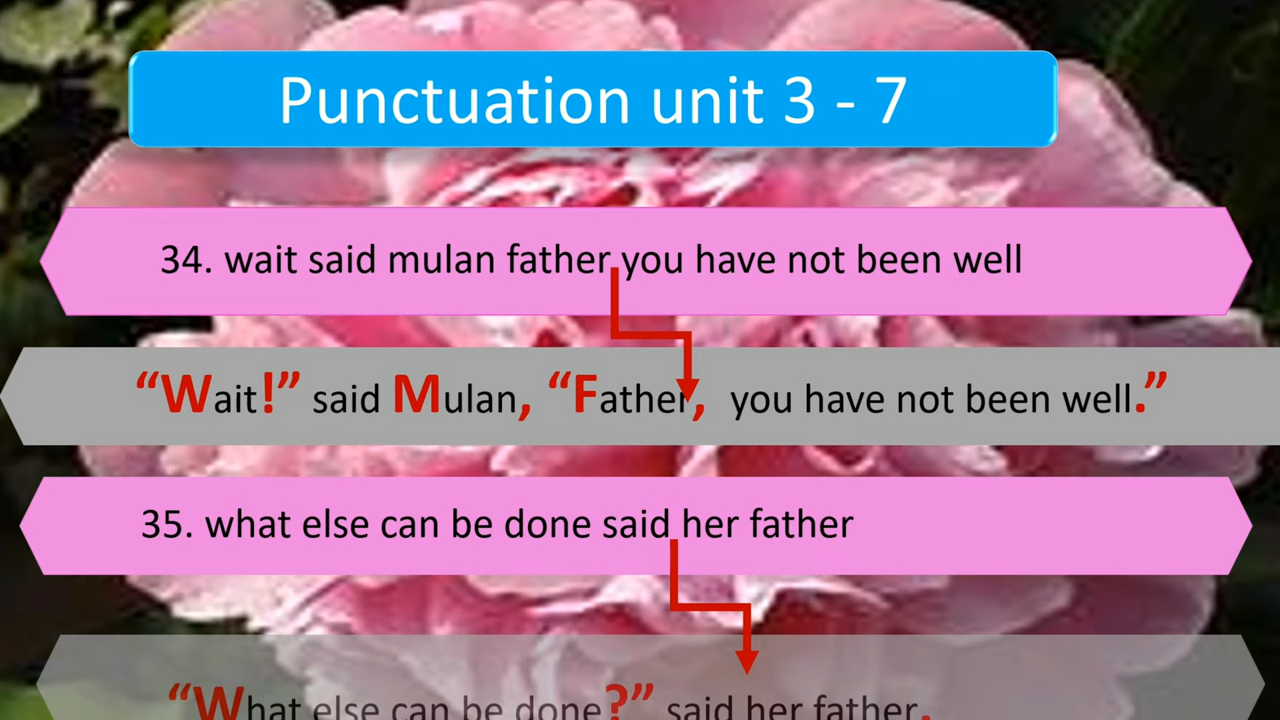 Punctuation unit 3 - 7
34. wait said mulan father you have not been well
“Wait!” said Mulan, “Father, you have not been well.”
35. what else can be done said her father
“What else can be done?” said her father.